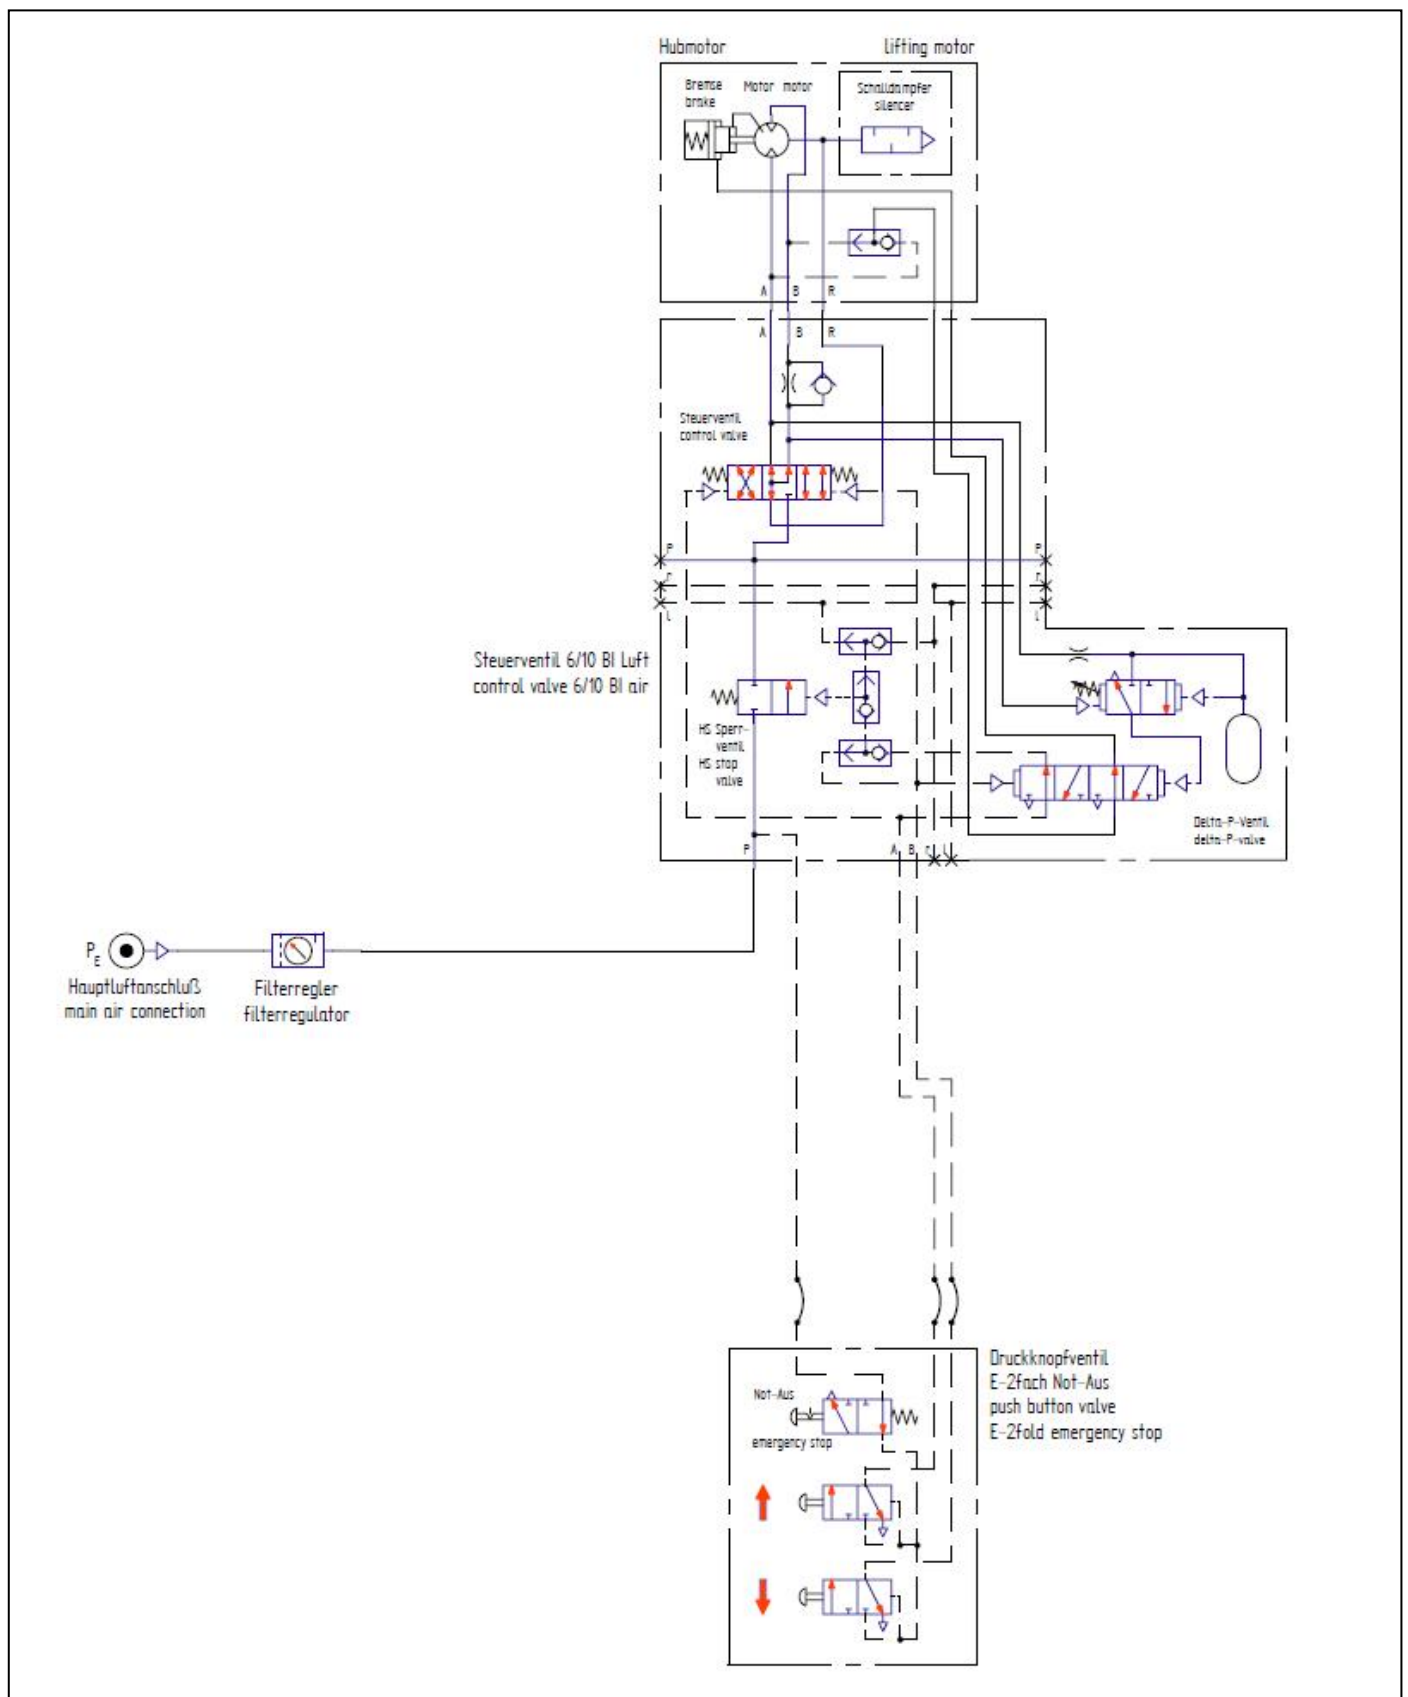 Hubmotor
lifting motor
Bremse
brake
Motor motor
Schalldämpfer
silencer
A B R
A B R
Steuerventil
control valve
P P
r r
l l
Steuerventil 6/10 BI Luft
control valve 6/10 BI air
HS Sperr-
ventil
HS stop
valve
Delta-P-Ventil
delta-P-valve
P A B r l
PE
Hauptluftanschluß
main air connection
Filterregler
filterregulator
Druckknopfventil
E-2fach Not-Aus
push button valve
E-2fold emergency stop
Not-Aus
emergency stop